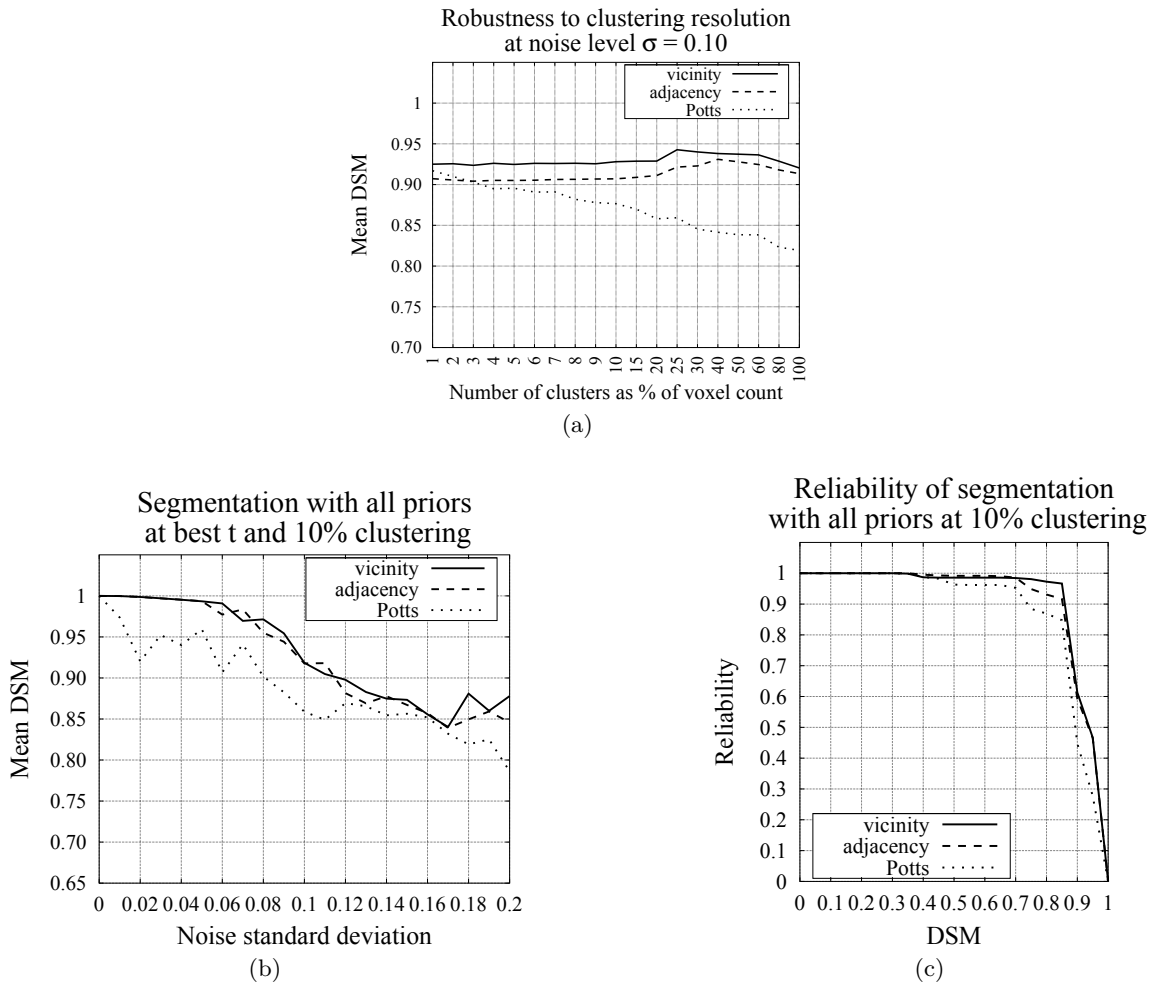 Robustness to clustering resolution
at noise level σ = 0.10
vicinity
adjacency
Potts
1
0.95
0.90
0.85
0.80
0.75
0.70
Mean DSM
1 2 3 4 5 6 7 8 9 10 15 20 25 30 40 50 60 80 100
Number of clusters as % of voxel count
(a)
Segmentation with all priors
at best t and 10% clustering
vicinity
adjacency
Potts
1
0.95
0.90
0.85
0.80
0.75
0.70
0.65
Mean DSM
0 0.02 0.04 0.06 0.08 0.1 0.12 0.14 0.16 0.18 0.2
Noise standard deviation
(b)
Reliability of segmentation
with all priors at 10% clustering
1
0.9
0.8
0.7
0.6
0.5
0.4
0.3
0.2
0.1
0
Reliability
vicinity
adjacency
Potts
0 0.1 0.2 0.3 0.4 0.5 0.6 0.7 0.8 0.9 1
DSM
(c)